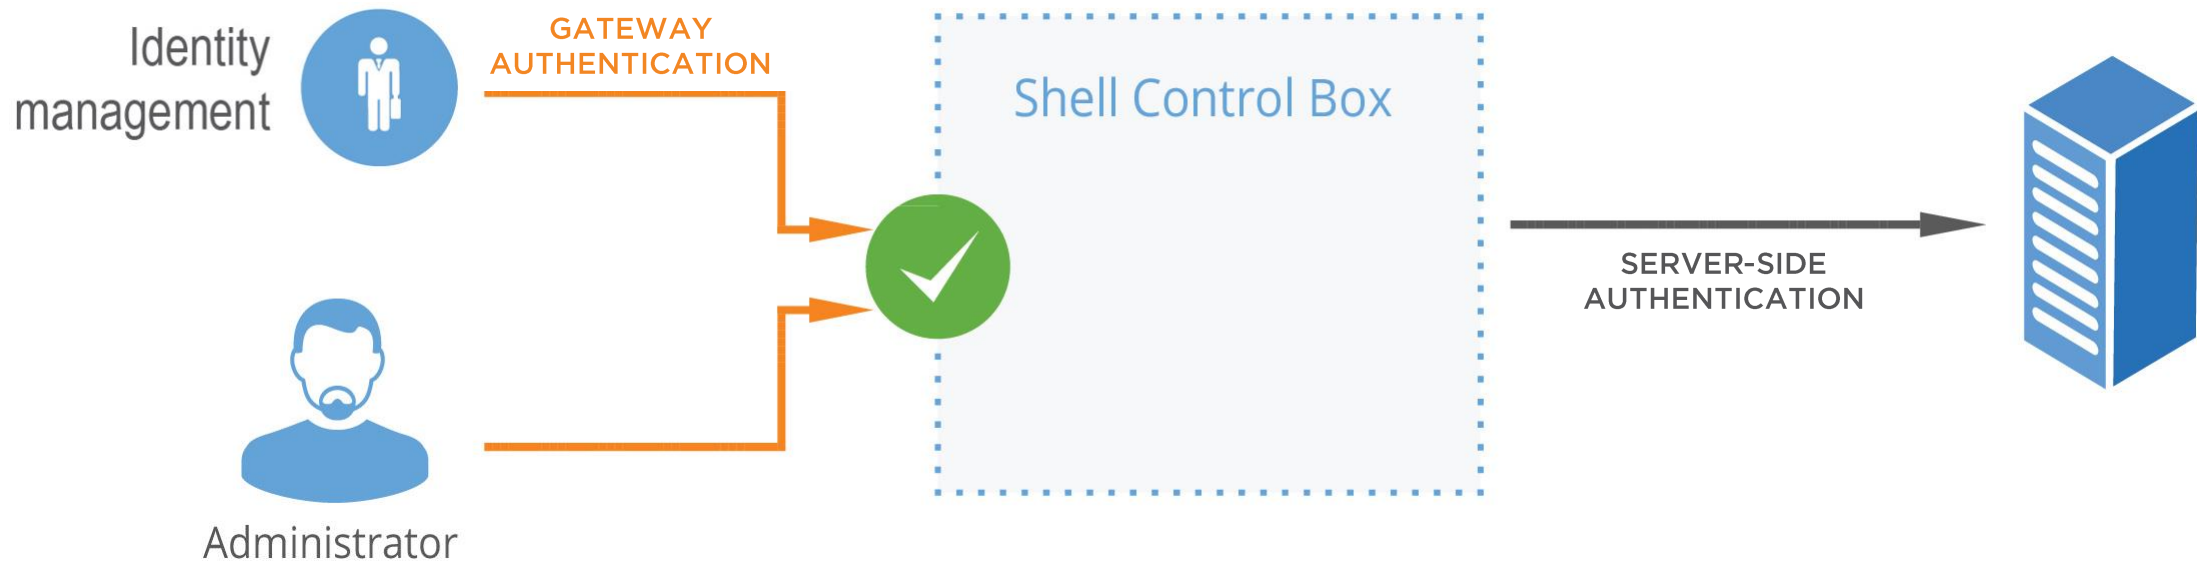 Identity
management
GATEWAY
AUTHENTICATION
Shell Control Box
SERVER-SIDE
AUTHENTICATION
Administrator